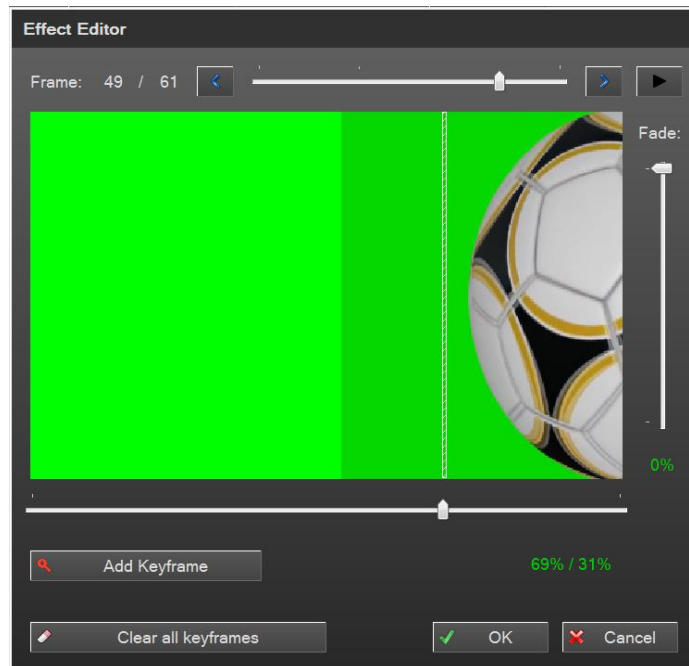 Effect Editor
Frame: 49 / 61
Fade:
0%
Add Keyframe
69% / 31%
Clear all keyframes
OK
Cancel